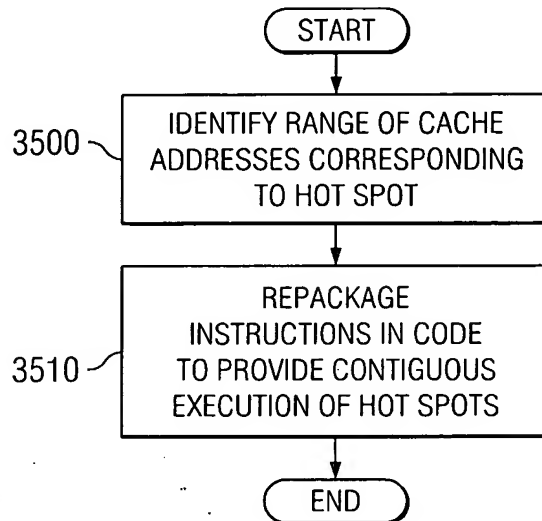 START
3500
IDENTIFY RANGE OF CACHE
ADDRESSES CORRESPONDING
TO HOT SPOT
3510
REPACKAGE
INSTRUCTIONS IN CODE
TO PROVIDE CONTIGUOUS
EXECUTION OF HOT SPOTS
END